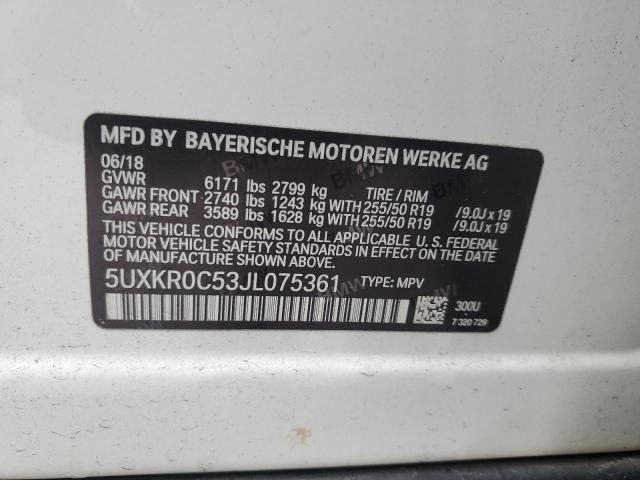 MFD BY BAYERISCHE MOTOREN WERKE AG
06/18
GVWR 6171 lbs 2799 kg TIRE / RIM
GAWR FRONT 2740 lbs 1243 kg WITH 255/50 R19 /9.0J x 19
GAWR REAR 3589 lbs 1628 kg WITH 255/50 R19 /9.0J x 19
THIS VEHICLE CONFORMS TO ALL APPLICABLE U. S. FEDERAL
MOTOR VEHICLE SAFETY STANDARDS IN EFFECT ON THE DATE
OF MANUFACTURE SHOWN ABOVE.
5UXKR0C53JL075361 TYPE: MPV
300U
7 320 729